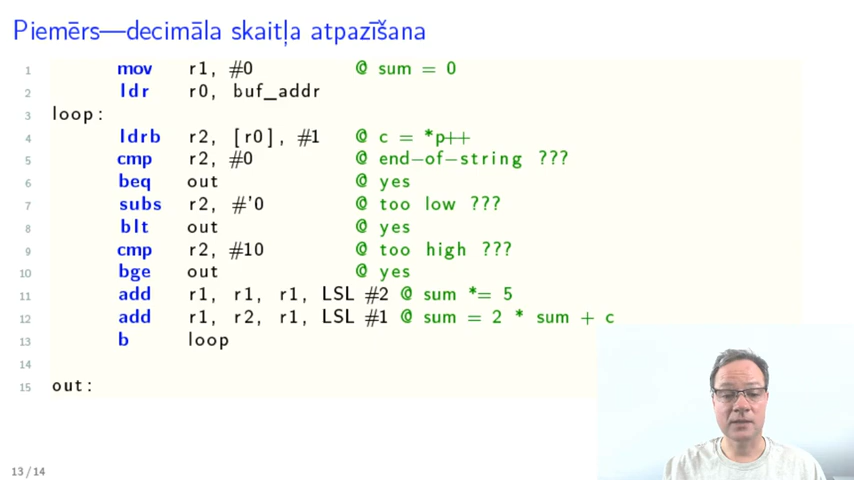 Piemērs—decimāla skaitļa atpazīšana
1 mov r1, #0 @ sum = 0
2 ldr r0, buf_addr
3 loop:
4 ldrb r2, [r0], #1 @ c = *p++
5 cmp r2, #0 @ end-of-string ???
6 beq out @ yes
7 subs r2, #'0 @ too low ???
8 blt out @ yes
9 cmp r2, #10 @ too high ???
10 bge out @ yes
11 add r1, r1, r1, LSL #2 @ sum *= 5
12 add r1, r2, r1, LSL #1 @ sum = 2 * sum + c
13 b loop
14
15 out:
13 / 14